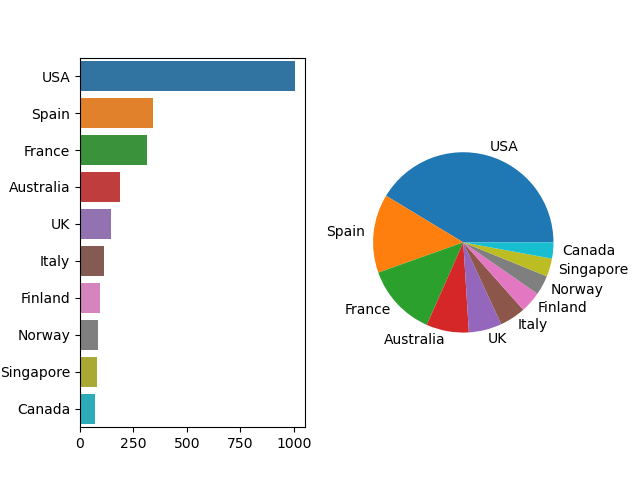 USA
Spain
France
Australia
UK
Italy
Finland
Norway
Singapore
Canada
0 250 500 750 1000
USA
Spain
France
Australia
UK
Italy
Finland
Norway
Singapore
Canada